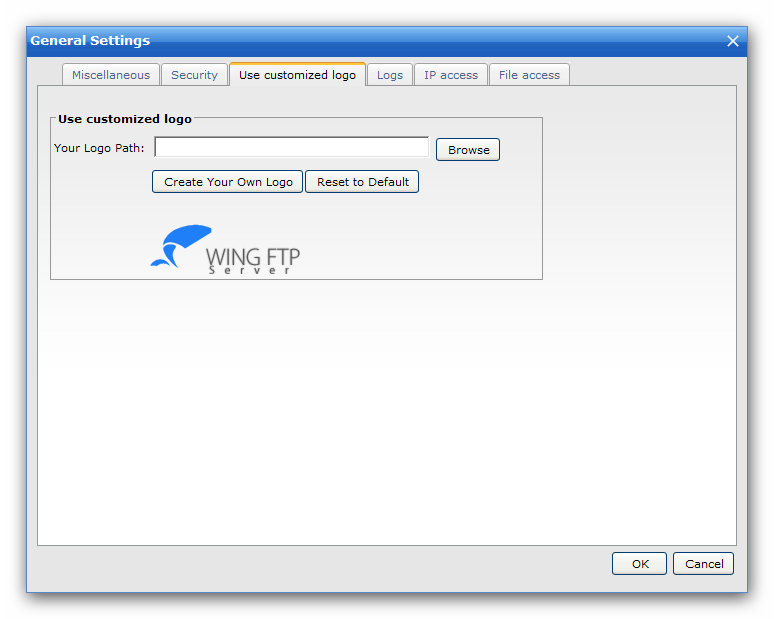 General Settings
Miscellaneous Security Use customized logo Logs IP access File access
Use customized logo
Your Logo Path: Browse
Create Your Own Logo Reset to Default
WING FTP
Server
OK Cancel